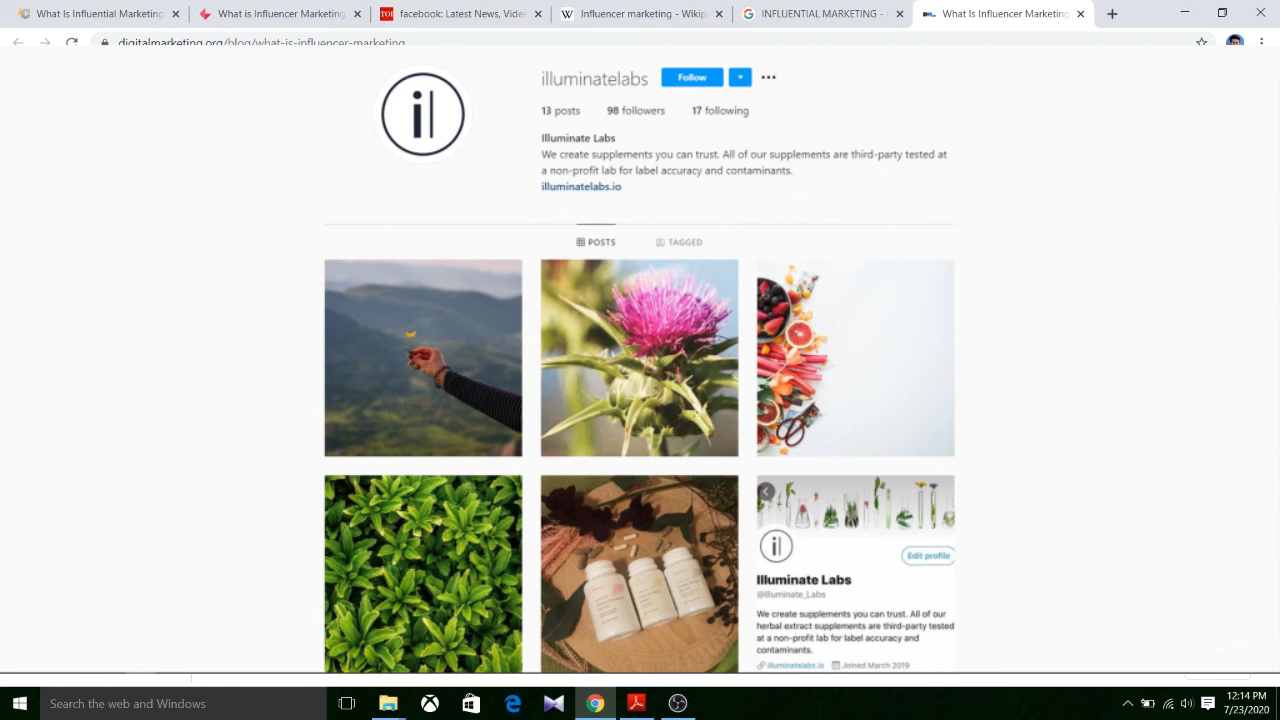 What Is Influencer Marketing
What is Influencer Marketing
Facebook: Latest News, Video
Influencer marketing - Wikip
INFLUENTIAL MARKETING -
What Is Influencer Marketing
digitalmarketing.org/blog/what-is-influencer-marketing
il
illuminatelabs
Follow
13 posts 98 followers 17 following
Illuminate Labs
We create supplements you can trust. All of our supplements are third-party tested at
a non-profit lab for label accuracy and contaminants.
illuminatelabs.io
POSTS TAGGED
il
Edit profile
Illuminate Labs
@Illuminate_Labs
We create supplements you can trust. All of our
herbal extract supplements are third-party tested
at a non-profit lab for label accuracy and
contaminants.
illuminatelabs.io Joined March 2019
Search the web and Windows
12:14 PM
7/23/2020